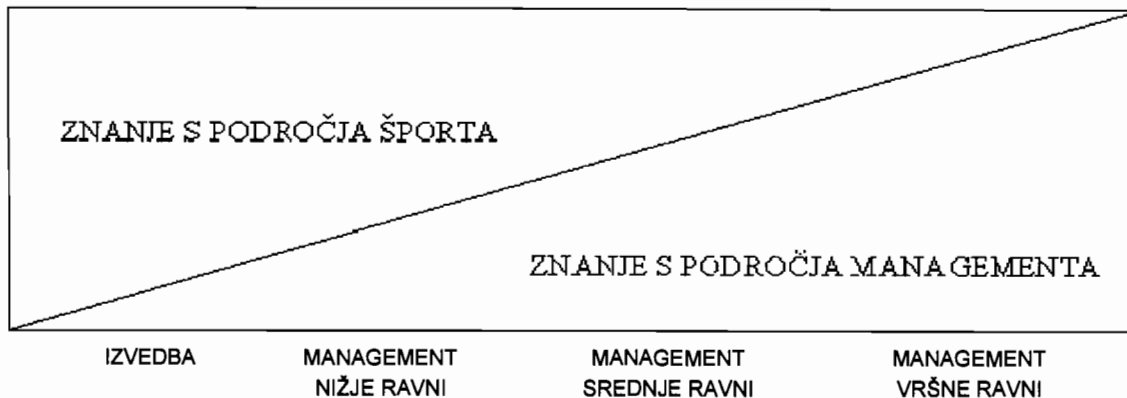 ZNANJE S PODROČJA ŠPORTA
ZNANJE S PODROČJA MANAGEMENTA
IZVEDBA
MANAGEMENT
NIŽJE RAVNI
MANAGEMENT
SREDNJE RAVNI
MANAGEMENT
VRŠNE RAVNI